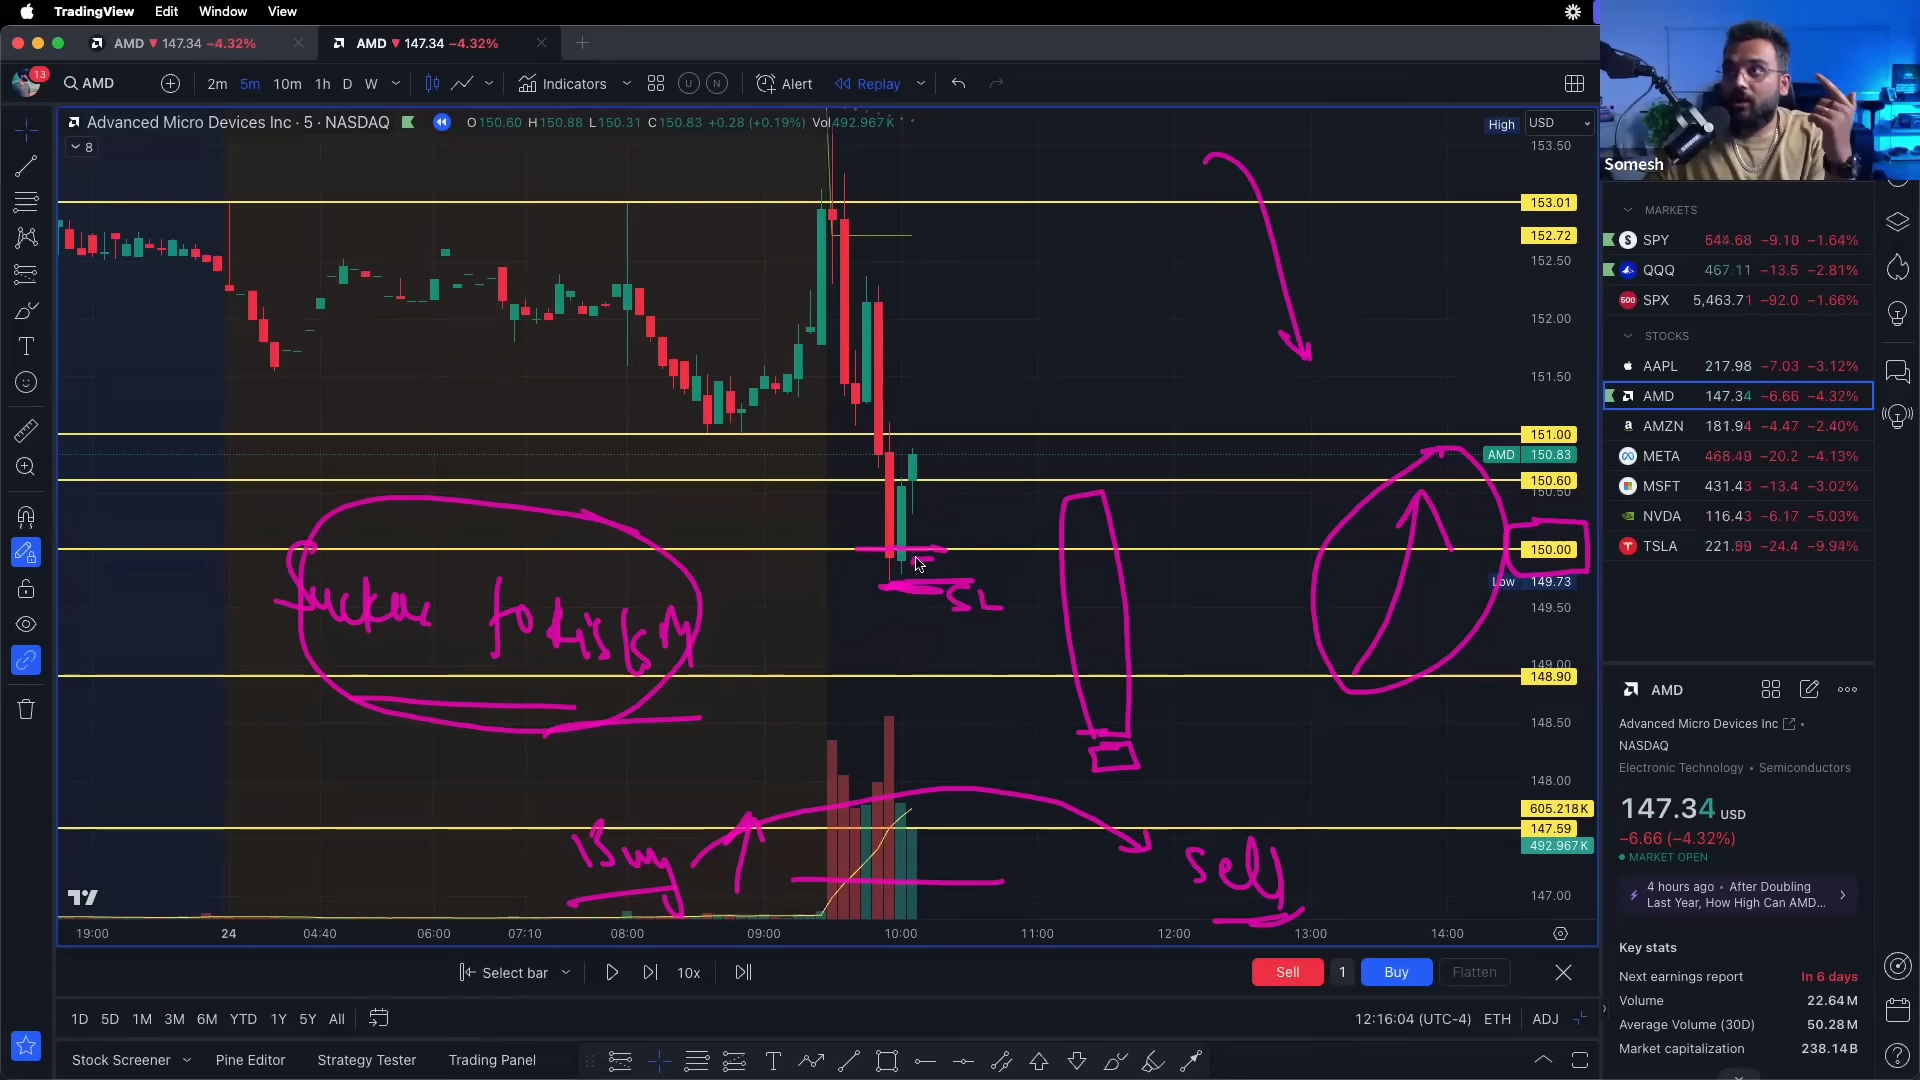 TradingView Edit Window View
AMD 147.34 −4.32%
AMD 147.34 −4.32%
13
AMD 2m 5m 10m 1h D W Indicators U N Alert Replay
Advanced Micro Devices Inc · 5 · NASDAQ O150.60 H150.88 L150.31 C150.83 +0.28 (+0.19%) Vol492.967K
8
High USD
153.50
153.01
152.72
152.50
152.00
151.50
151.00
AMD 150.83
150.60
150.50
150.00
Low 149.73
149.50
149.00
148.90
148.50
148.00
605.218K
147.59
492.967K
147.00
SL
Buy
Sell
19:00 24 04:40 06:00 07:10 08:00 09:00 10:00 11:00 12:00 13:00 14:00
Select bar 10x Sell 1 Buy Flatten
1D 5D 1M 3M 6M YTD 1Y 5Y All 12:16:04 (UTC-4) ETH ADJ
Stock Screener Pine Editor Strategy Tester Trading Panel
Somesh
MARKETS
SPY 544.68 −9.10 −1.64%
QQQ 467.11 −13.5 −2.81%
SPX 5,463.71 −92.0 −1.66%
STOCKS
AAPL 217.98 −7.03 −3.12%
AMD 147.34 −6.66 −4.32%
AMZN 181.94 −4.47 −2.40%
META −20.2 −4.13%
MSFT 431.43 −13.4 −3.02%
NVDA 116.43 −6.17 −5.03%
TSLA −24.4 −9.94%
AMD
Advanced Micro Devices Inc •
NASDAQ
Electronic Technology • Semiconductors
147.34 USD
−6.66 (−4.32%)
MARKET OPEN
4 hours ago • After Doubling
Last Year, How High Can AMD…
Key stats
Next earnings report In 6 days
Volume 22.64M
Average Volume (30D) 50.28M
Market capitalization 238.14B